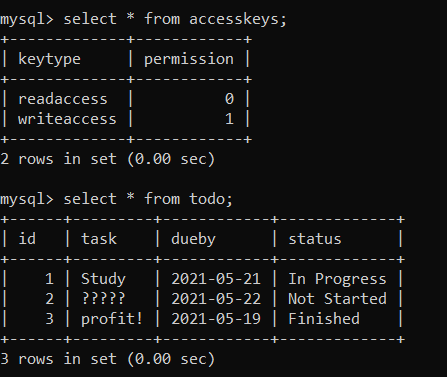 mysql> select * from accesskeys;
+-------------+------------+
| keytype     | permission |
+-------------+------------+
| readaccess  |          0 |
| writeaccess |          1 |
+-------------+------------+
2 rows in set (0.00 sec)

mysql> select * from todo;
+------+---------+------------+-------------+
| id   | task    | dueby      | status      |
+------+---------+------------+-------------+
|    1 | Study   | 2021-05-21 | In Progress |
|    2 | ?????   | 2021-05-22 | Not Started |
|    3 | profit! | 2021-05-19 | Finished    |
+------+---------+------------+-------------+
3 rows in set (0.00 sec)